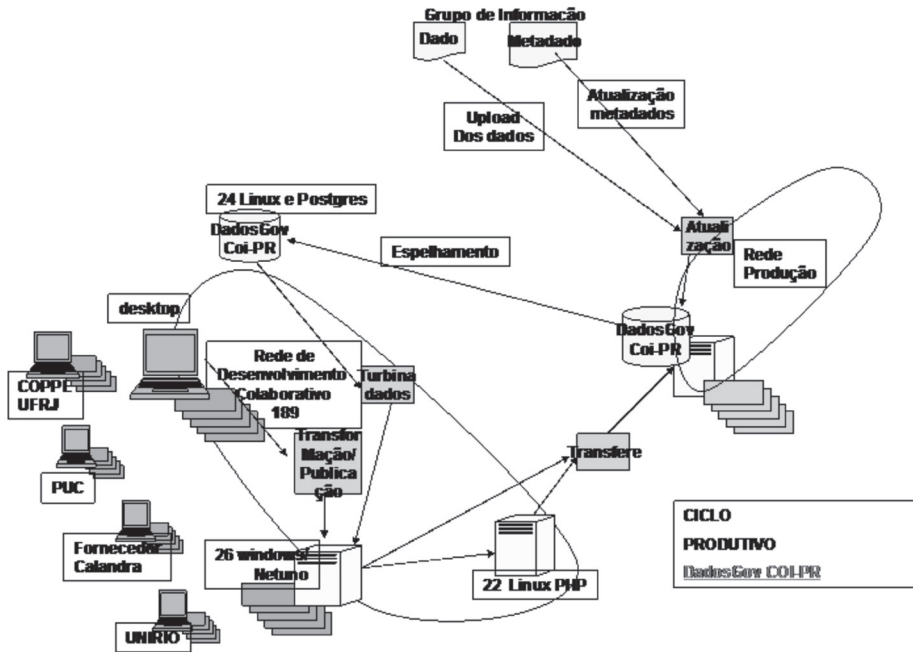 Grupo de Informacão
Dado
Metadado
Upload
Dos dados
Atualização
metadados
24 Linux e Postgres
DadosGov
Coi-PR
Espelhamento
Atuali
zação
Rede
Produção
desktop
DadosGov
Coi-PR
COPPE
UFRJ
Rede de
Desenvolvimento
Colaborativo
189
Turbina
dados
Transfor
Mação/
Publica
ção
Transfere
PUC
Fornecedor
Calandra
26 windows/
Netuno
22 Linux PHP
UNIRIO
CICLO
PRODUTIVO
DadosGov COI-PR